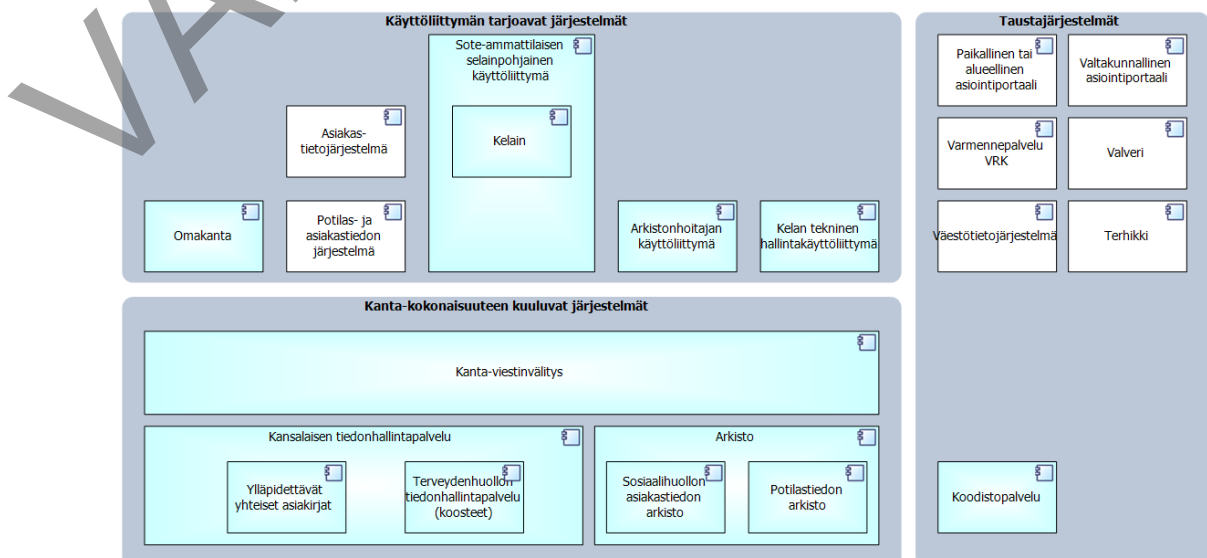 Käyttöliittymän tarjoavat järjestelmät
Sote-ammattilaisen
selainpohjainen
käyttöliittymä
Kelain
Asiakas-
tietojärjestelmä
Omakanta
Potilas- ja
asiakastiedon
järjestelmä
Arkistonhoitajan
käyttöliittymä
Kelan tekninen
hallintakäyttöliittymä
Taustajärjestelmät
Paikallinen tai
alueellinen
asiointiportaali
Valtakunnallinen
asiointiportaali
Varmennepalvelu
VRK
Valveri
Väestötietojärjestelmä
Terhikki
Koodistopalvelu
Kanta-kokonaisuuteen kuuluvat järjestelmät
Kanta-viestinvälitys
Kansalaisen tiedonhallintapalvelu
Ylläpidettävät
yhteiset asiakirjat
Terveydenhuollon
tiedonhallintapalvelu
(koosteet)
Arkisto
Sosiaalihuollon
asiakastiedon
arkisto
Potilastiedon
arkisto